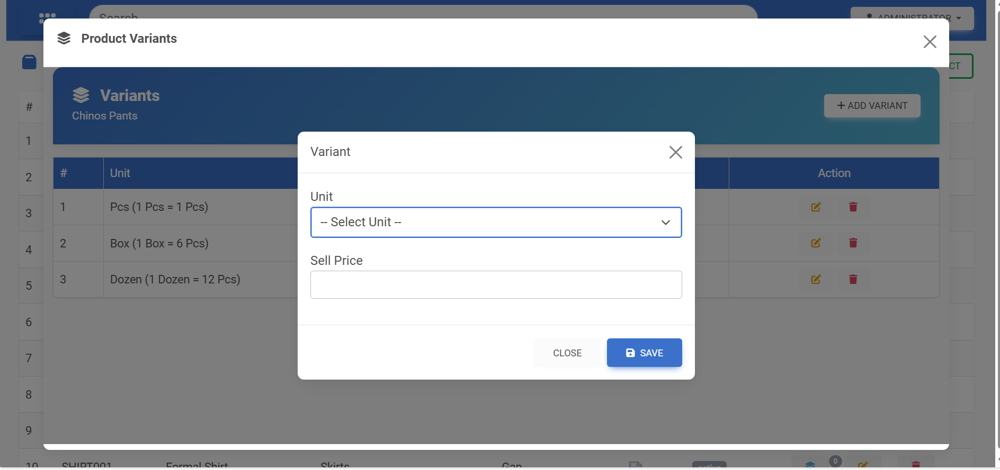 Search
ADMINISTRATOR
Product Variants
CT
Variants
Chinos Pants
ADD VARIANT
#
# Unit Action
1 Pcs (1 Pcs = 1 Pcs)
2 Box (1 Box = 6 Pcs)
3 Dozen (1 Dozen = 12 Pcs)
Variant
Unit
-- Select Unit --
Sell Price
CLOSE SAVE
1
2
3
4
5
6
7
8
9
10 SHIRT001 Formal Shirt Skirts Gap active 0